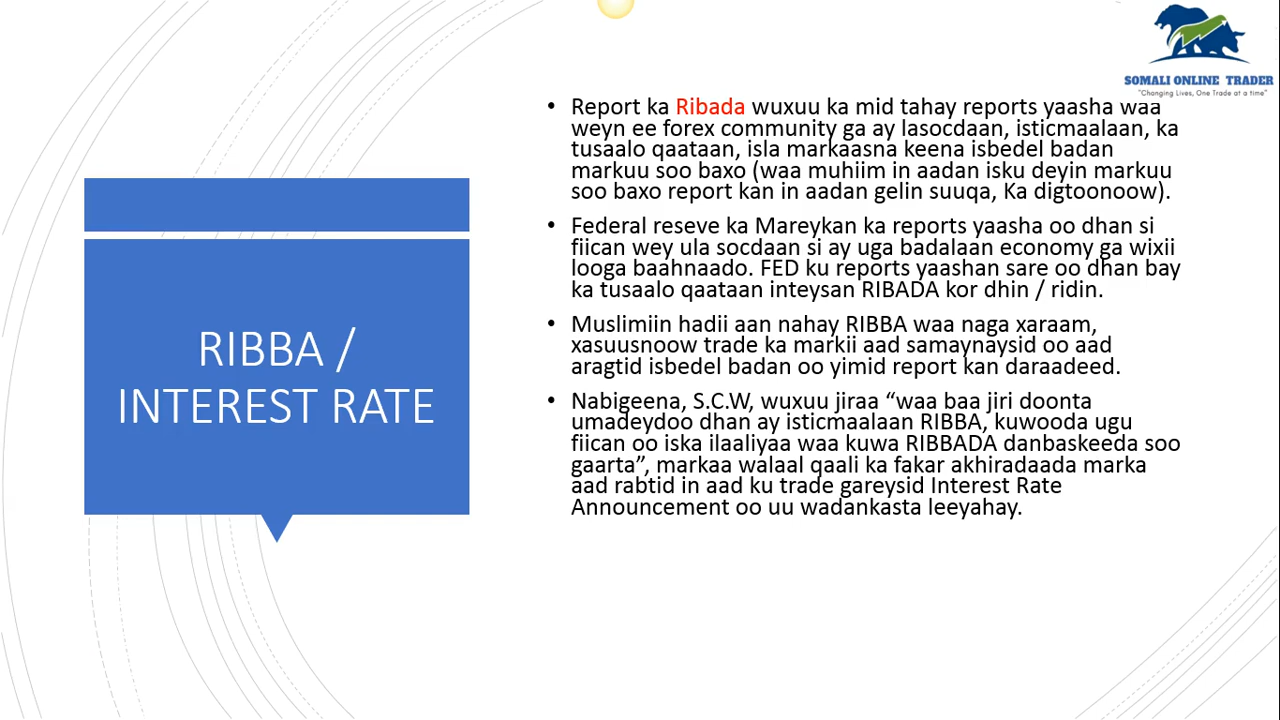 SOMALI ONLINE TRADER
"Changing Lives, One Trade at a time"
RIBBA /
INTEREST RATE
• Report ka Ribada wuxuu ka mid tahay reports yaasha waa
weyn ee forex community ga ay lasocdaan, isticmaalaan, ka
tusaalo qaataan, isla markaasna keena isbedel badan
markuu soo baxo (waa muhiim in aadan isku deyin markuu
soo baxo report kan in aadan gelin suuqa, Ka digtoonoow).
• Federal reseve ka Mareykan ka reports yaasha oo dhan si
fiican wey ula socdaan si ay uga badalaan economy ga wixii
looga baahnaado. FED ku reports yaashan sare oo dhan bay
ka tusaalo qaataan inteysan RIBADA kor dhin / ridin.
• Muslimiin hadii aan nahay RIBBA waa naga xaraam,
xasuusnoow trade ka markii aad samaynaysid oo aad
aragtid isbedel badan oo yimid report kan daraadeed.
• Nabigeena, S.C.W, wuxuu jiraa “waa baa jiri doonta
umadeydoo dhan ay isticmaalaan RIBBA, kuwooda ugu
fiican oo iska ilaaliyaa waa kuwa RIBBADA danbaskeeda soo
gaarta”, markaa walaal qaali ka fakar akhiradaada marka
aad rabtid in aad ku trade gareysid Interest Rate
Announcement oo uu wadankasta leeyahay.